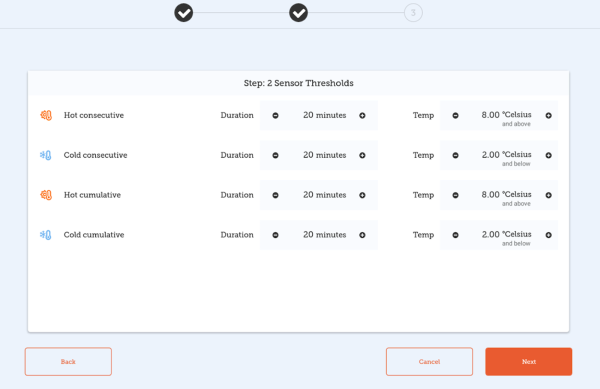 3
Step: 2 Sensor Thresholds
Hot consecutive Duration 20 minutes Temp 8.00 °Celsius
and above
Cold consecutive Duration 20 minutes Temp 2.00 °Celsius
and below
Hot cumulative Duration 20 minutes Temp 8.00 °Celsius
and above
Cold cumulative Duration 20 minutes Temp 2.00 °Celsius
and below
Back Cancel Next